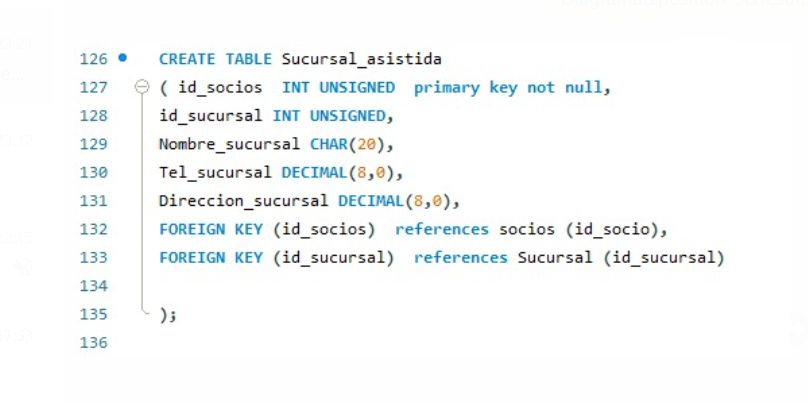 126 CREATE TABLE Sucursal_asistida
127 ( id_socios  INT UNSIGNED  primary key not null,
128 id_sucursal INT UNSIGNED,
129 Nombre_sucursal CHAR(20),
130 Tel_sucursal DECIMAL(8,0),
131 Direccion_sucursal DECIMAL(8,0),
132 FOREIGN KEY (id_socios)  references socios (id_socio),
133 FOREIGN KEY (id_sucursal)  references Sucursal (id_sucursal)
134
135 );
136